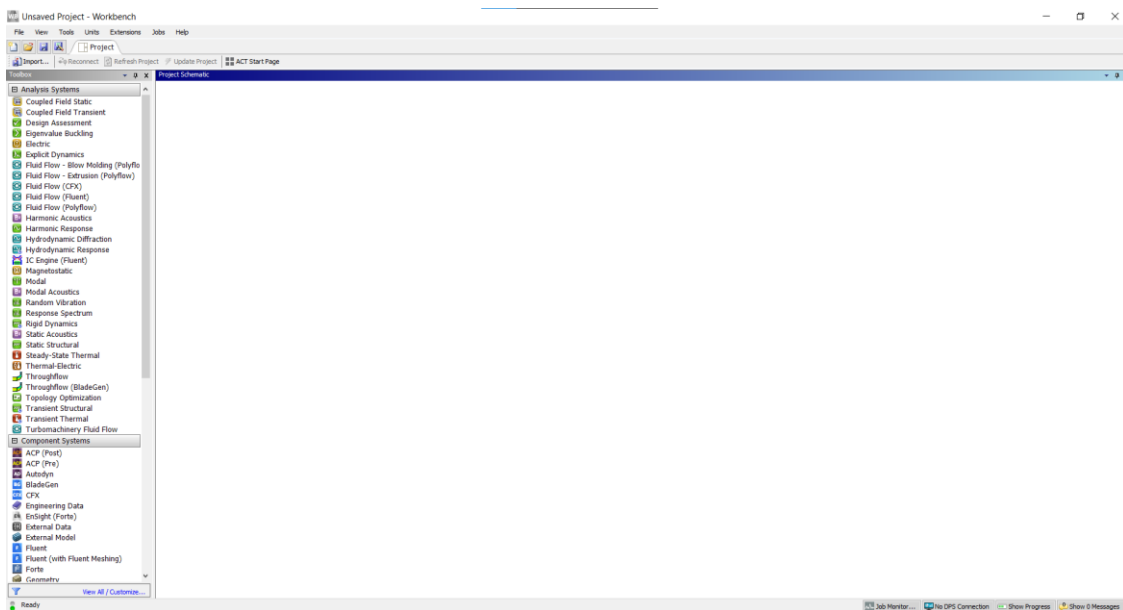 Unsaved Project - Workbench
File View Tools Units Extensions Jobs Help
Project
Import... Reconnect Refresh Project Update Project ACT Start Page
Toolbox
Project Schematic
Analysis Systems
Coupled Field Static
Coupled Field Transient
Design Assessment
Eigenvalue Buckling
Electric
Explicit Dynamics
Fluid Flow - Blow Molding (Polyflo
Fluid Flow - Extrusion (Polyflow)
Fluid Flow (CFX)
Fluid Flow (Fluent)
Fluid Flow (Polyflow)
Harmonic Acoustics
Harmonic Response
Hydrodynamic Diffraction
Hydrodynamic Response
IC Engine (Fluent)
Magnetostatic
Modal
Modal Acoustics
Random Vibration
Response Spectrum
Rigid Dynamics
Static Acoustics
Static Structural
Steady-State Thermal
Thermal-Electric
Throughflow
Throughflow (BladeGen)
Topology Optimization
Transient Structural
Transient Thermal
Turbomachinery Fluid Flow
Component Systems
ACP (Post)
ACP (Pre)
Autodyn
BladeGen
CFX
Engineering Data
EnSight (Forte)
External Data
External Model
Fluent
Fluent (with Fluent Meshing)
Forte
Geometry
View All / Customize...
Ready
Job Monitor... No DPS Connection Show Progress Show 0 Messages